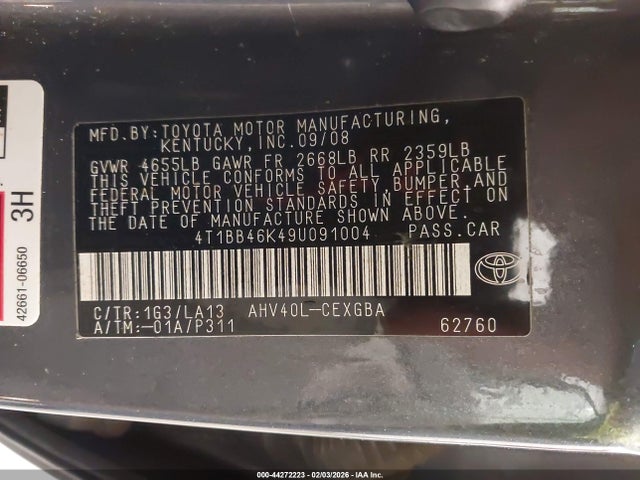 MFD.BY:TOYOTA MOTOR MANUFACTURING,
KENTUCKY,INC.09/08
GVWR 4655LB GAWR FR 2668LB RR 2359LB
THIS VEHICLE CONFORMS TO ALL APPLICABLE
FEDERAL MOTOR VEHICLE SAFETY,BUMPER,AND
THEFT PREVENTION STANDARDS IN EFFECT ON
THE DATE OF MANUFACTURE SHOWN ABOVE.
4T1BB46K49U091004 PASS.CAR
C/TR:1G3/LA13 AHV40L-CEXGBA
A/TM:-01A/P311 62760
42661-06650
3H
000-44272223 - 02/03/2026 - IAA Inc.